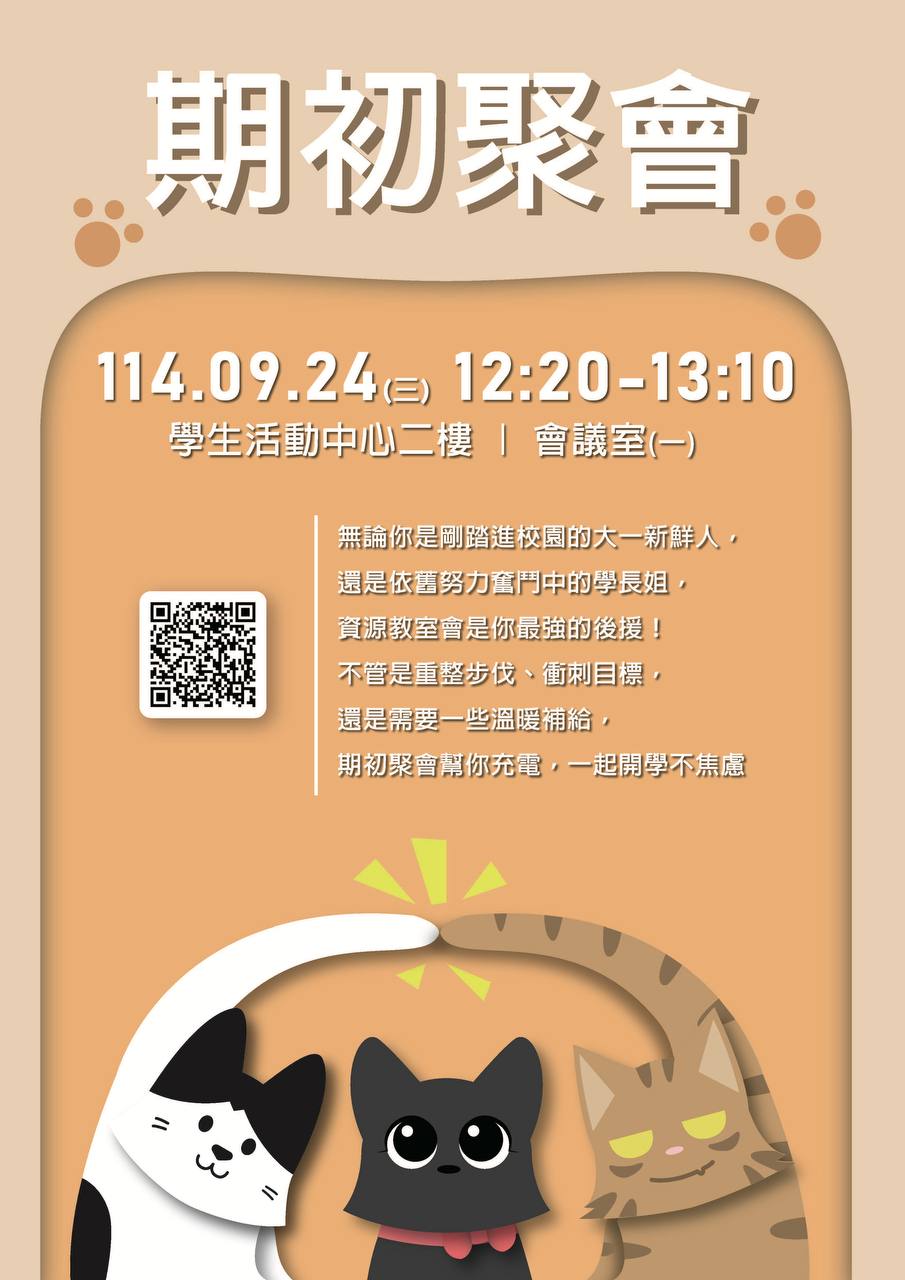 期初聚會
114.09.24(三) 12:20-13:10
學生活動中心二樓 | 會議室(一)
無論你是剛踏進校園的大一新鮮人，
還是依舊努力奮鬥中的學長姐，
資源教室會是你最強的後援！
不管是重整步伐、衝刺目標，
還是需要一些溫暖補給，
期初聚會幫你充電，一起開學不焦慮